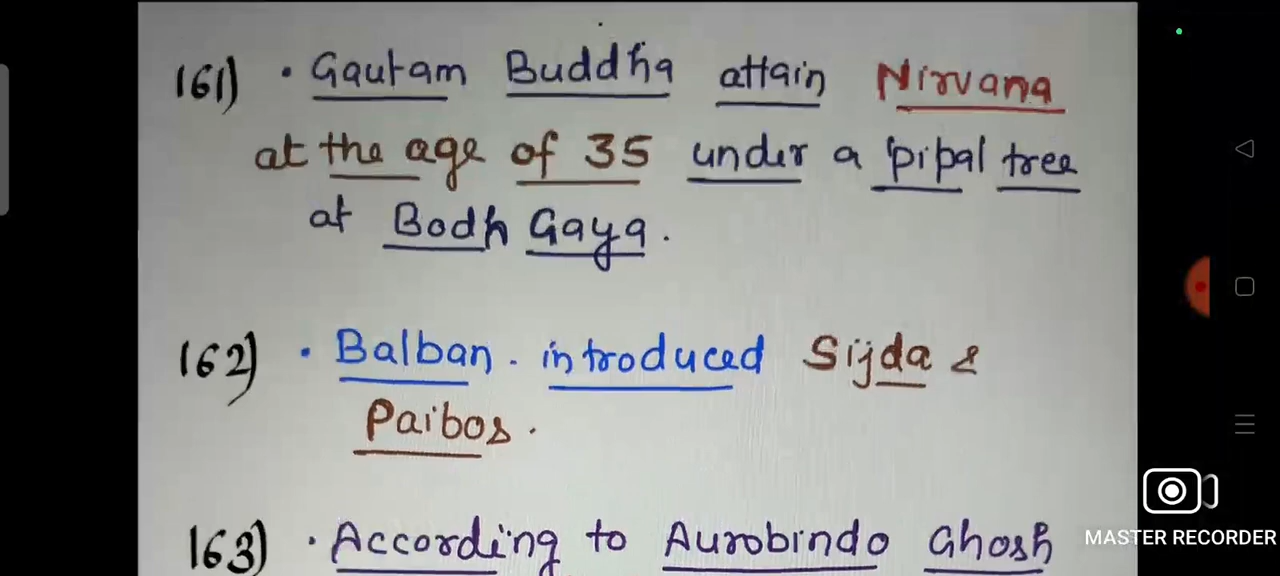 161) • Gautam Buddha attain Nirvana
at the age of 35 under a pipal tree
at Bodh Gaya.
162) • Balban. introduced Sijda &
Paibos.
163) • According to Aurobindo Ghosh
MASTER RECORDER